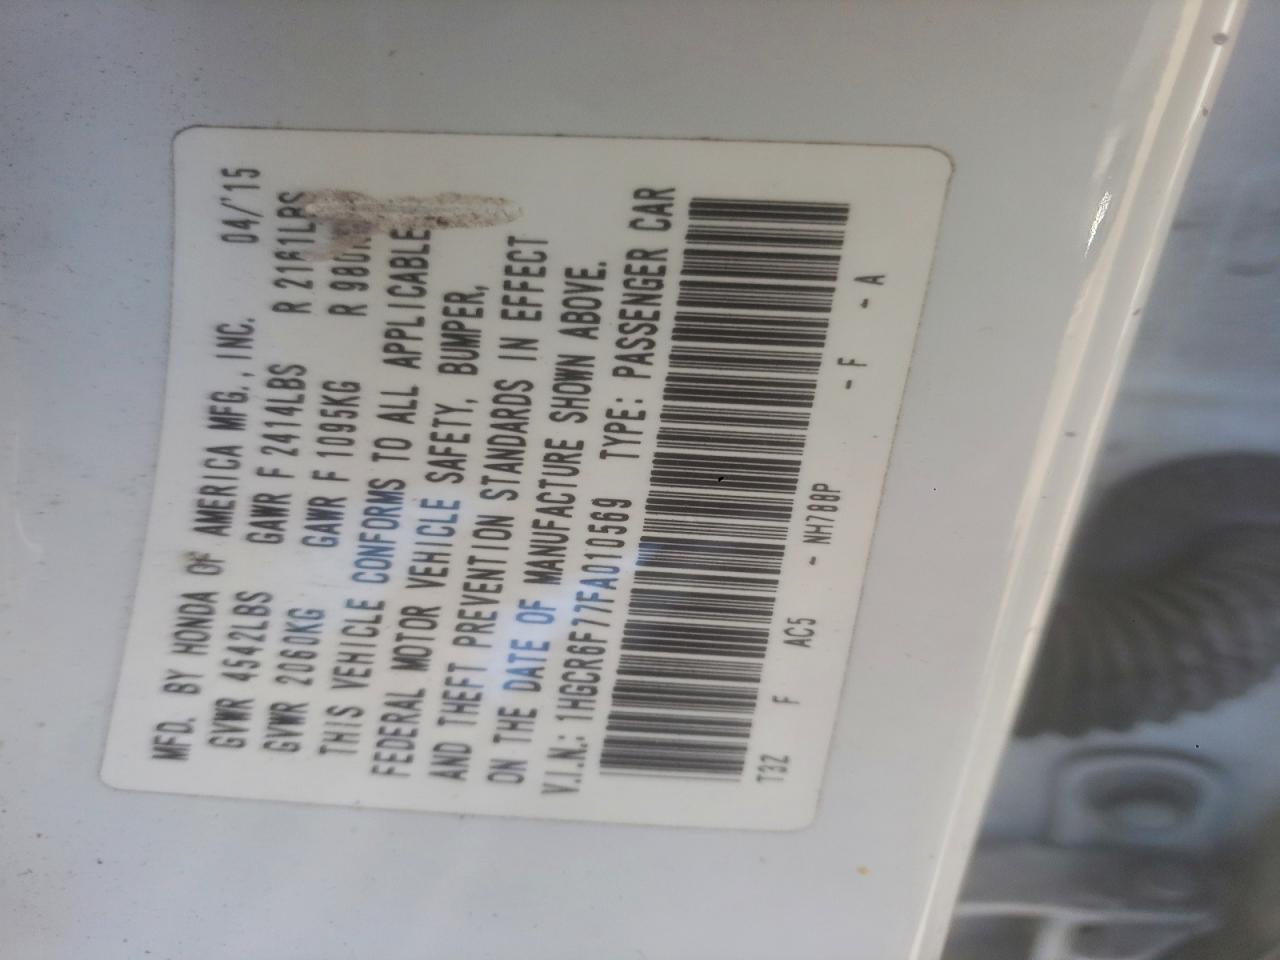 MFD. BY HONDA OF AMERICA MFG., INC. 04/'15
GVWR 4542LBS GAWR F 2414LBS R 2161LBS
GVWR 2060KG GAWR F 1095KG R
THIS VEHICLE CONFORMS TO ALL APPLICABLE
FEDERAL MOTOR VEHICLE SAFETY, BUMPER,
AND THEFT PREVENTION STANDARDS IN EFFECT
ON THE DATE OF MANUFACTURE SHOWN ABOVE.
V.I.N.: 1HGCR6F77FA010569 TYPE: PASSENGER CAR
T3Z F AC5 - NH788P - F - A